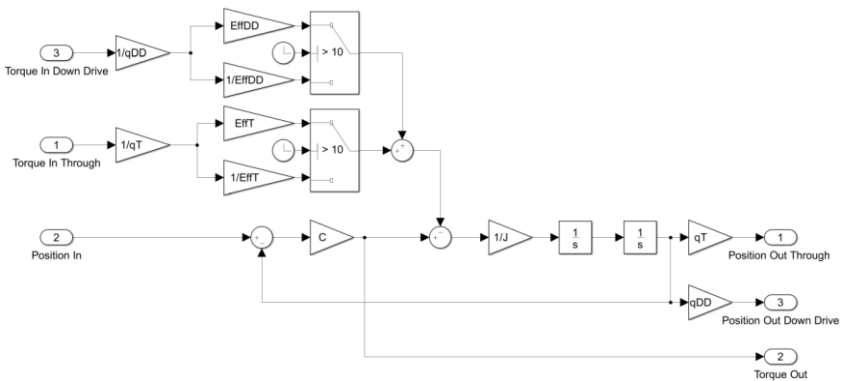 EffDD
3
1/qDD
> 10
Torque In Down Drive
1/EffDD
EffT
1
1/qT
> 10
Torque In Through
1/EffT
2
C
1/J
1
s
1
s
qT
1
Position In
Position Out Through
qDD
3
Position Out Down Drive
2
Torque Out